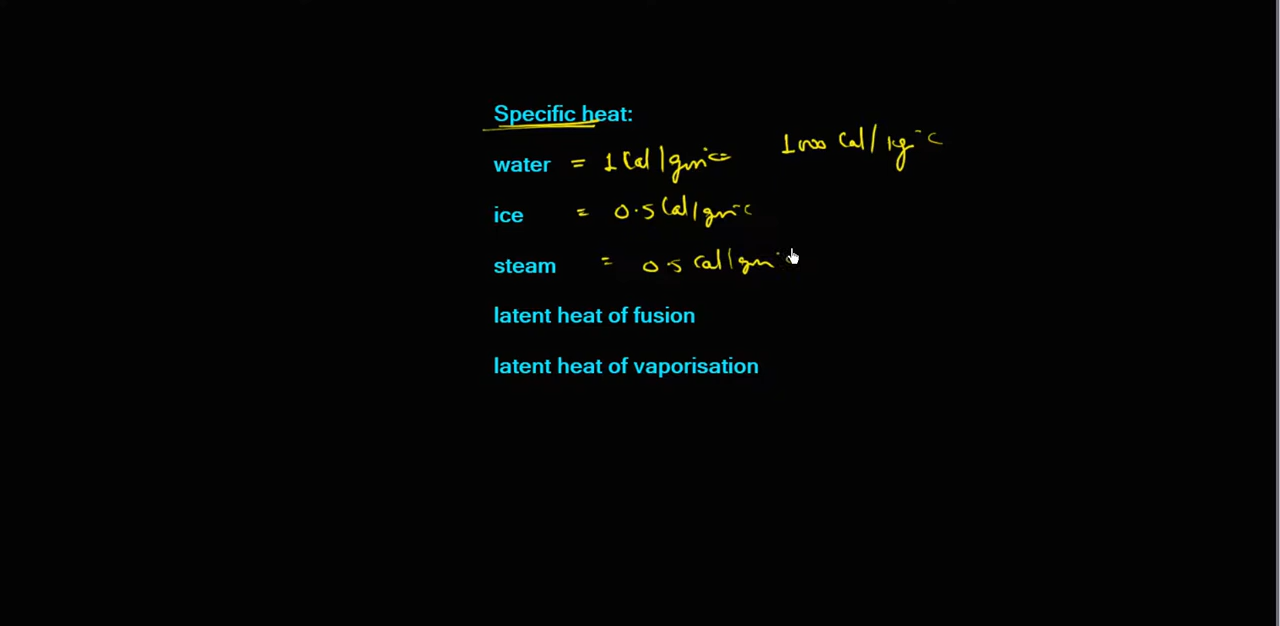 Specific heat:
water = 1 Cal/gm°C 1000 Cal/kg°C
ice = 0.5 Cal/gm°C
steam = 0.5 Cal/gm°C
latent heat of fusion
latent heat of vaporisation